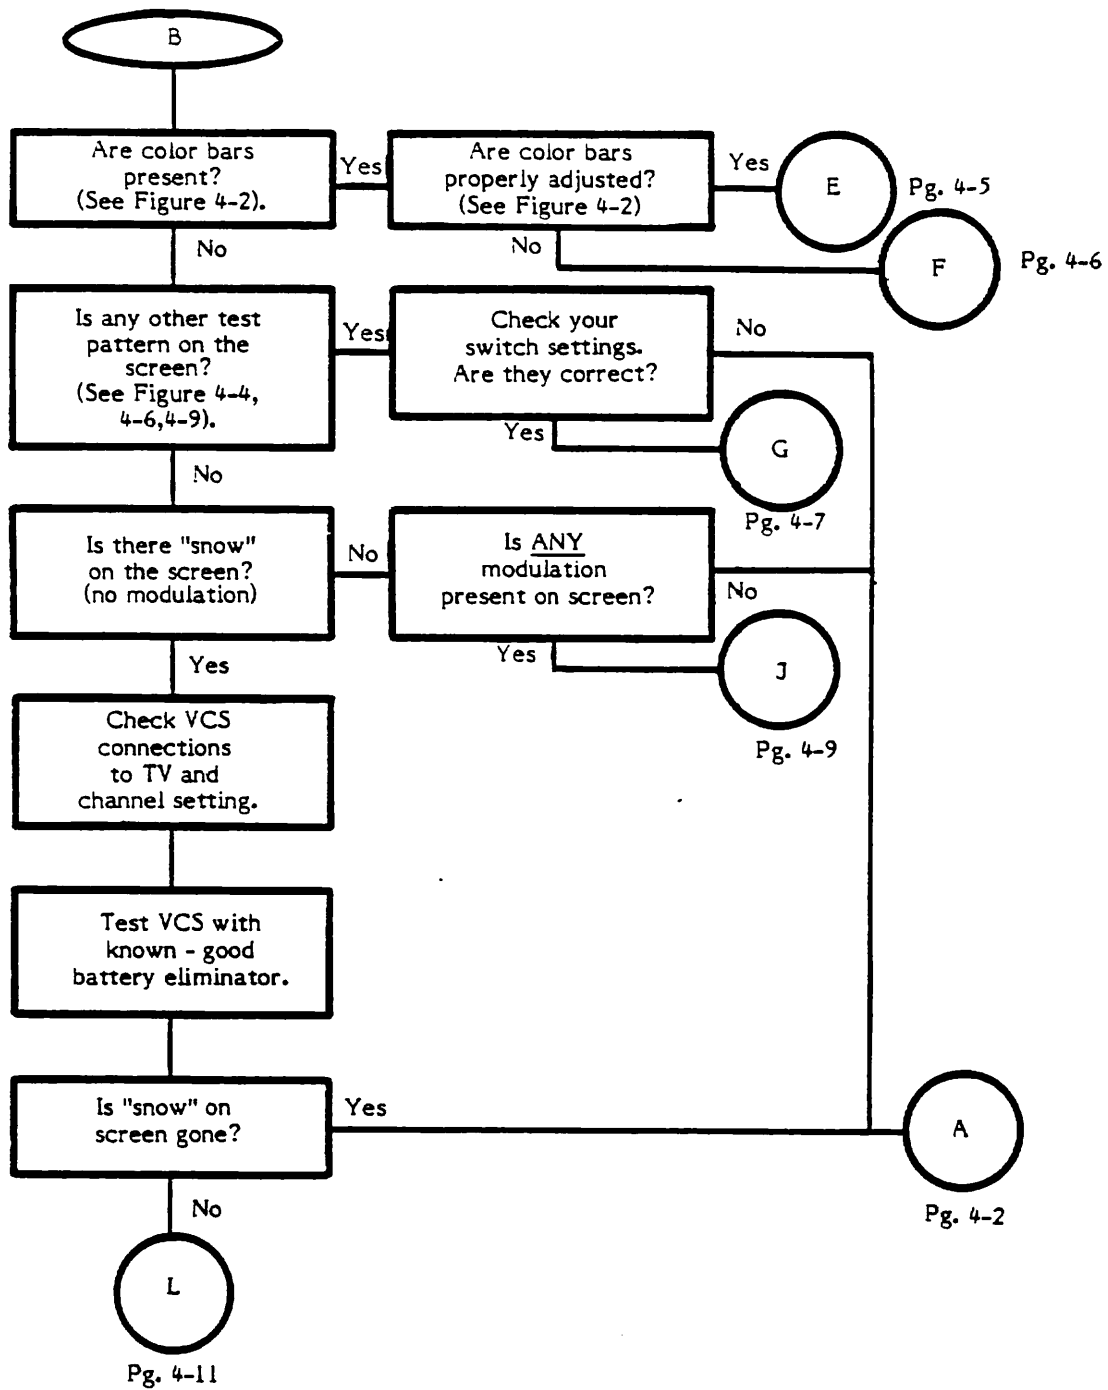 B
Are color bars
present?
(See Figure 4-2).
Yes
Are color bars
properly adjusted?
(See Figure 4-2)
Yes
E
Pg. 4-5
No
No
F
Pg. 4-6
Is any other test
pattern on the
screen?
(See Figure 4-4,
4-6,4-9).
Yes
Check your
switch settings.
Are they correct?
No
Yes
G
Pg. 4-7
No
Is there "snow"
on the screen?
(no modulation)
No
Is ANY
modulation
present on screen?
No
Yes
J
Pg. 4-9
Yes
Check VCS
connections
to TV and
channel setting.
Test VCS with
known - good
battery eliminator.
Is "snow" on
screen gone?
Yes
A
Pg. 4-2
No
L
Pg. 4-11